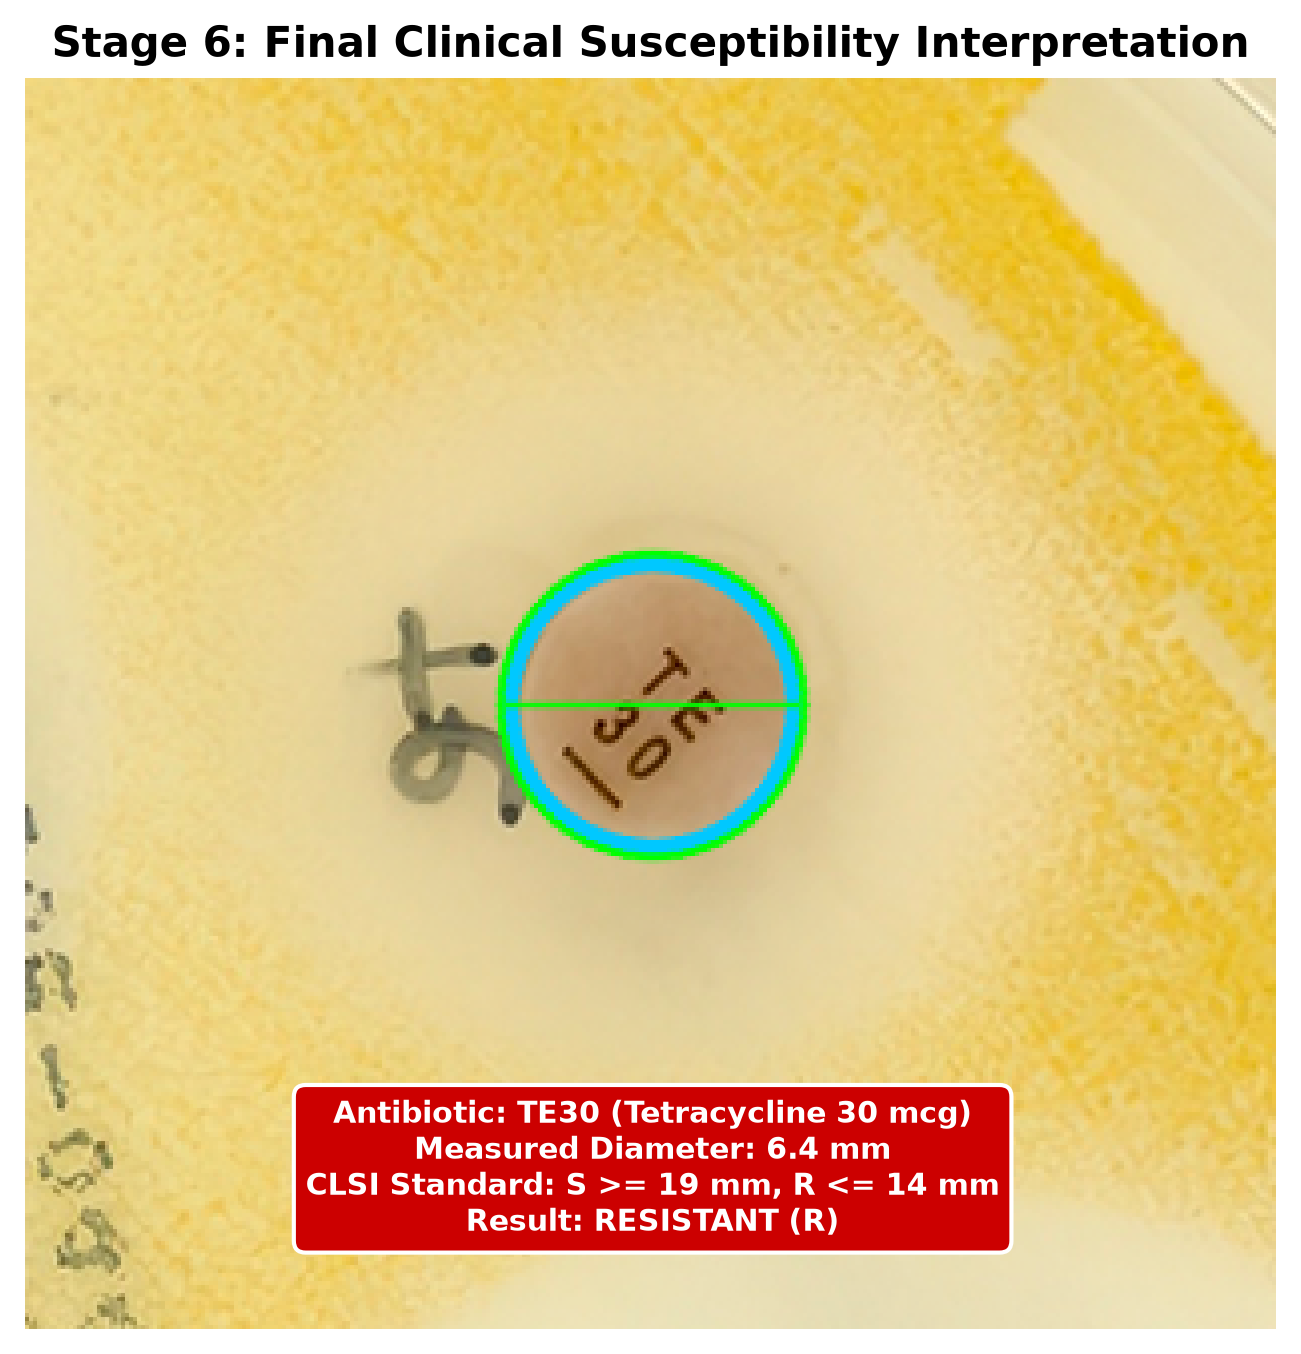 Stage 6: Final Clinical Susceptibility Interpretation
TE
30
Antibiotic: TE30 (Tetracycline 30 mcg)
Measured Diameter: 6.4 mm
CLSI Standard: S >= 19 mm, R <= 14 mm
Result: RESISTANT (R)